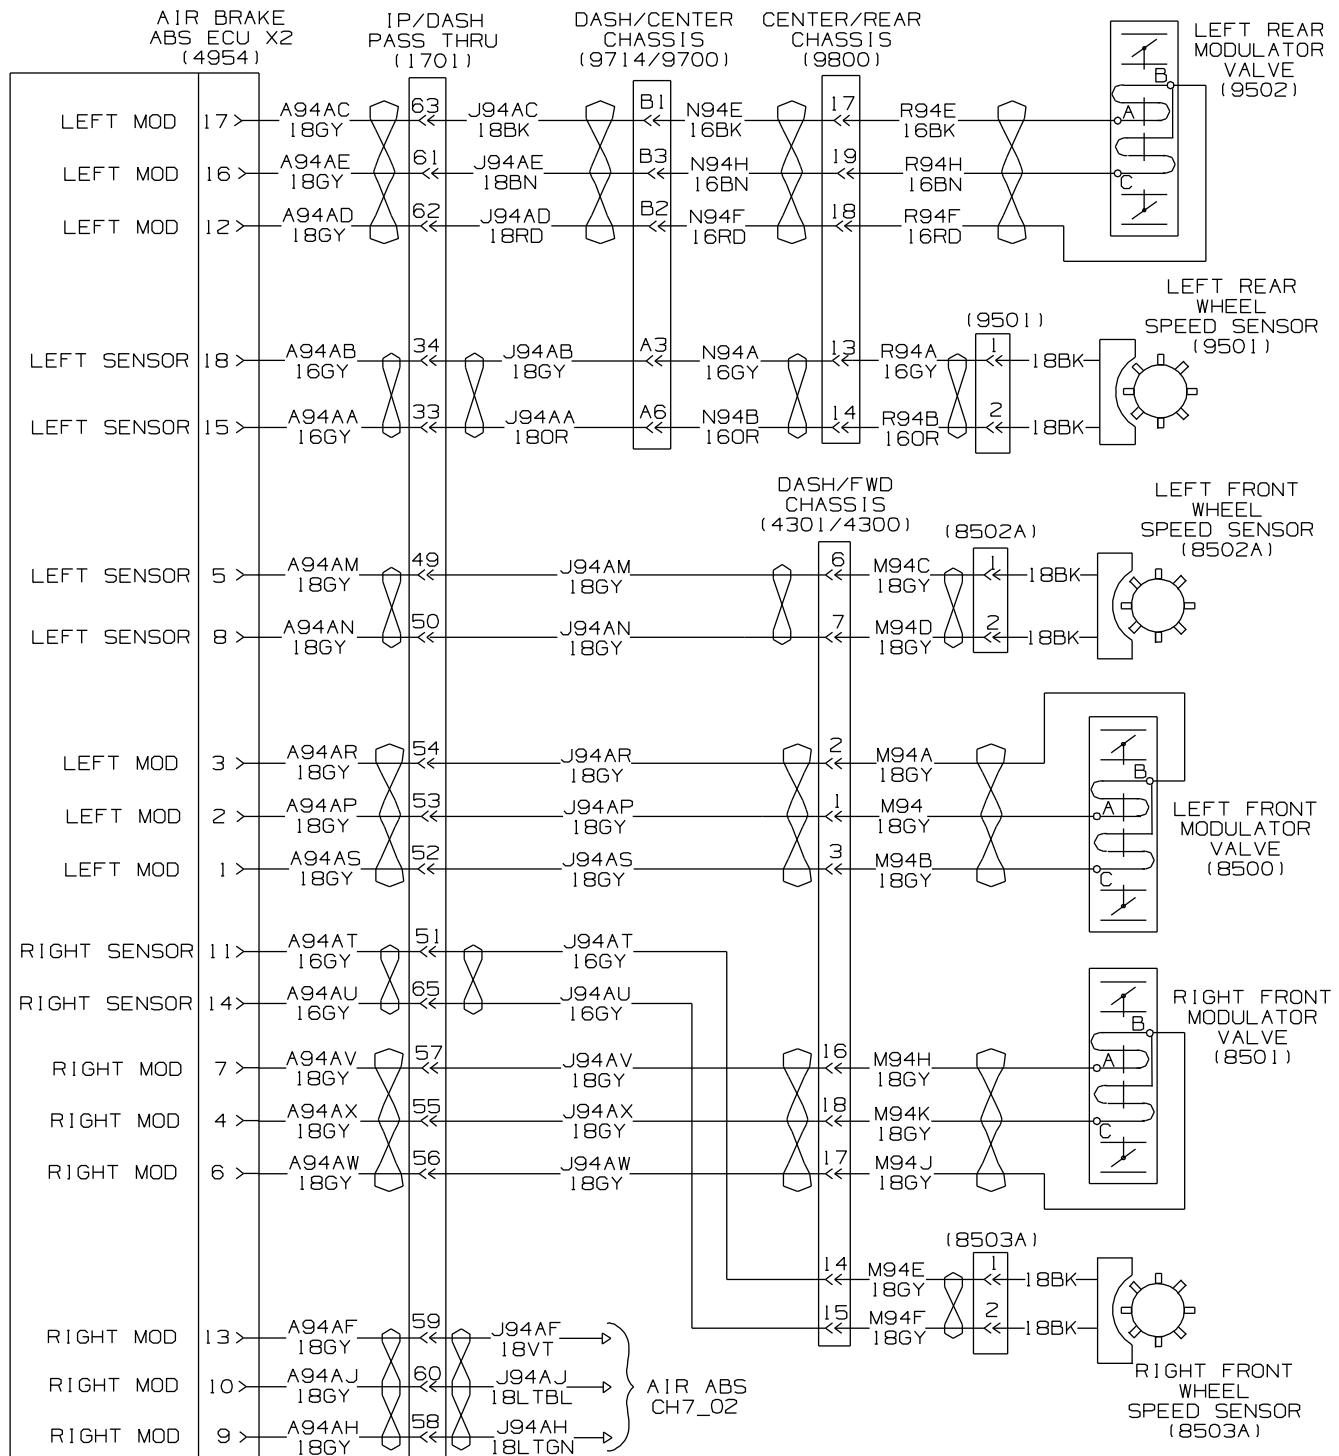 AIR BRAKE
ABS ECU X2
(4954)
IP/DASH
PASS THRU
(1701)
DASH/CENTER
CHASSIS
(9714/9700)
CENTER/REAR
CHASSIS
(9800)
LEFT REAR
MODULATOR
VALVE
(9502)
B
A
C
LEFT MOD 17 A94AC 63 J94AC B1 N94E 17 R94E
18GY 18BK 16BK 16BK
LEFT MOD 16 A94AE 61 J94AE B3 N94H 19 R94H
18GY 18BN 16BN 16BN
LEFT MOD 12 A94AD 62 J94AD B2 N94F 18 R94F
18GY 18RD 16RD 16RD
LEFT REAR
WHEEL
SPEED SENSOR
(9501)
(9501)
LEFT SENSOR 18 A94AB 34 J94AB A3 N94A 13 R94A 1 18BK
16GY 18GY 16GY 16GY
LEFT SENSOR 15 A94AA 33 J94AA A6 N94B 14 R94B 2 18BK
16GY 18OR 16OR 16OR
DASH/FWD
CHASSIS
(4301/4300)
(8502A)
LEFT FRONT
WHEEL
SPEED SENSOR
(8502A)
LEFT SENSOR 5 A94AM 49 J94AM 6 M94C 1 18BK
18GY 18GY 18GY
LEFT SENSOR 8 A94AN 50 J94AN 7 M94D 2 18BK
18GY 18GY 18GY
LEFT MOD 3 A94AR 54 J94AR 2 M94A
18GY 18GY 18GY
LEFT MOD 2 A94AP 53 J94AP 1 M94
18GY 18GY 18GY
LEFT MOD 1 A94AS 52 J94AS 3 M94B
18GY 18GY 18GY
B
A
C
LEFT FRONT
MODULATOR
VALVE
(8500)
RIGHT SENSOR 11 A94AT 51 J94AT
16GY 16GY
RIGHT SENSOR 14 A94AU 65 J94AU
16GY 16GY
RIGHT FRONT
MODULATOR
VALVE
(8501)
B
A
C
RIGHT MOD 7 A94AV 57 J94AV 16 M94H
18GY 18GY 18GY
RIGHT MOD 4 A94AX 55 J94AX 18 M94K
18GY 18GY 18GY
RIGHT MOD 6 A94AW 56 J94AW 17 M94J
18GY 18GY 18GY
(8503A)
14 M94E 1 18BK
18GY
15 M94F 2 18BK
18GY
RIGHT FRONT
WHEEL
SPEED SENSOR
(8503A)
RIGHT MOD 13 A94AF 59 J94AF
18GY 18VT
RIGHT MOD 10 A94AJ 60 J94AJ
18GY 18LTBL
RIGHT MOD 9 A94AH 58 J94AH
18GY 18LTGN
AIR ABS
CH7_02